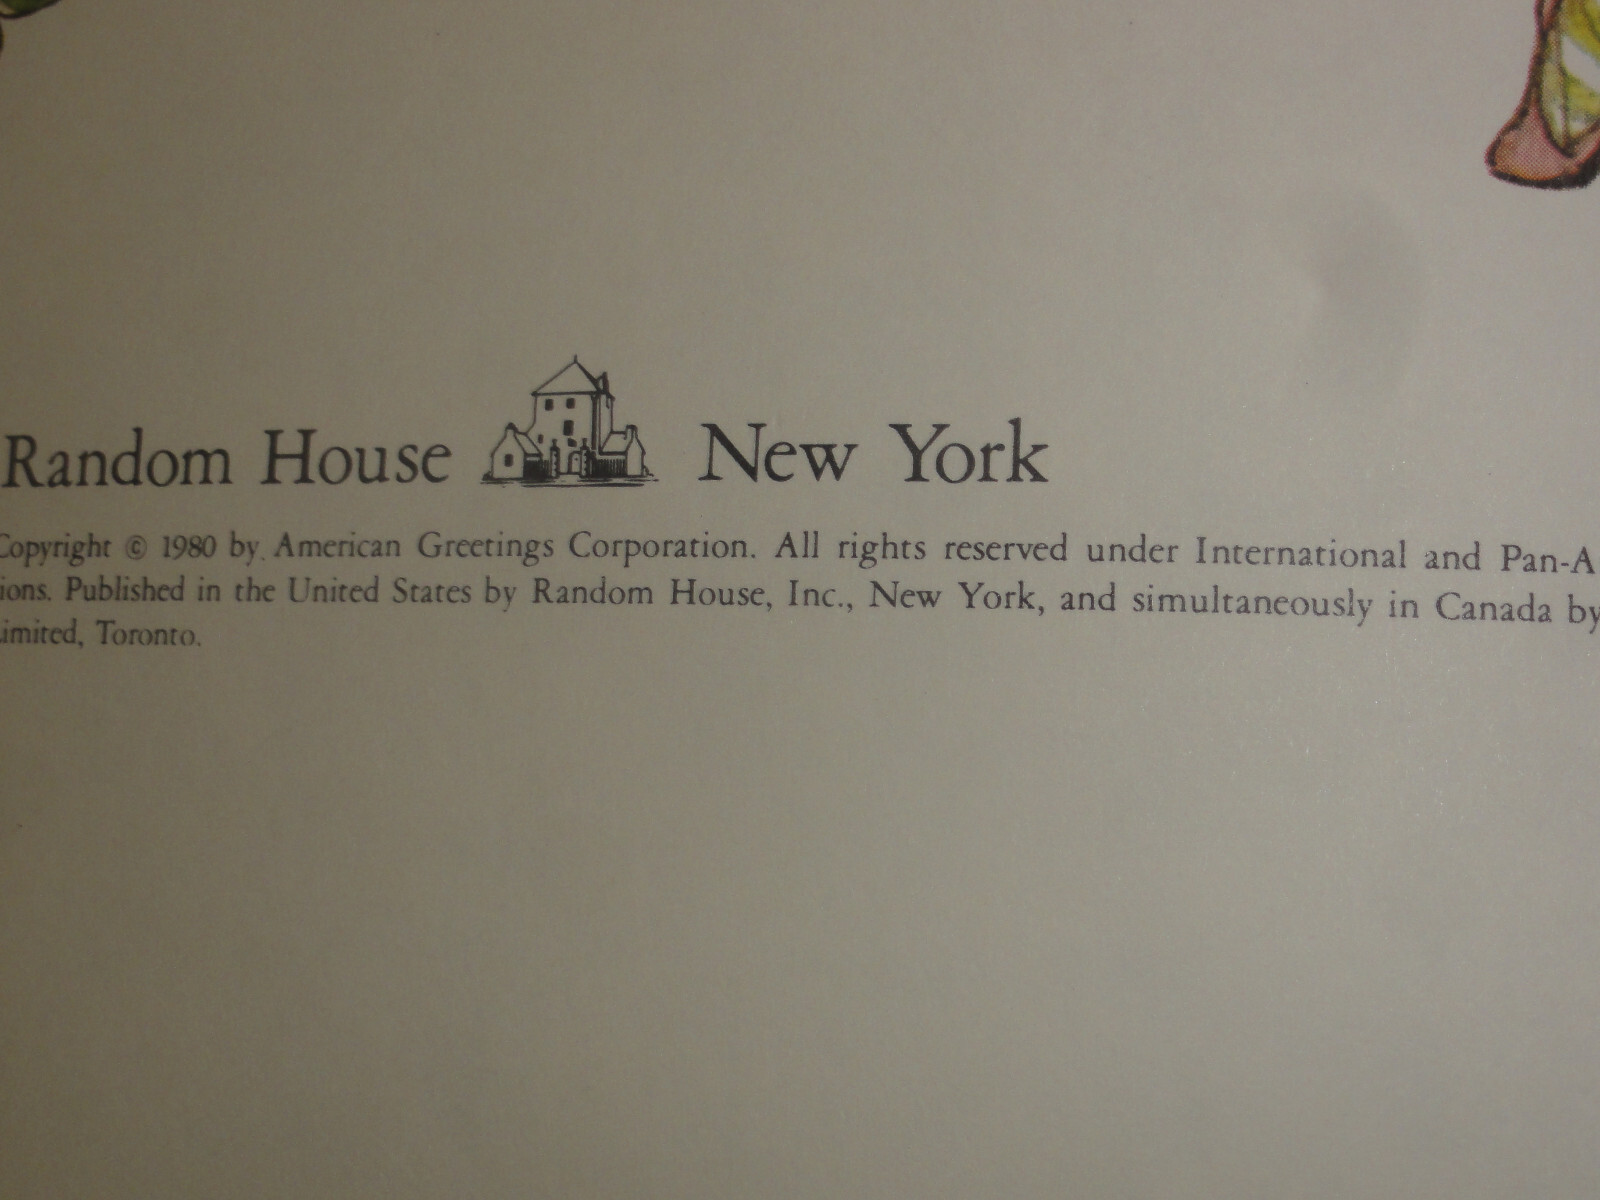 Random House New York
Copyright © 1980 by American Greetings Corporation. All rights reserved under International and Pan-A
ions. Published in the United States by Random House, Inc., New York, and simultaneously in Canada by
imited, Toronto.